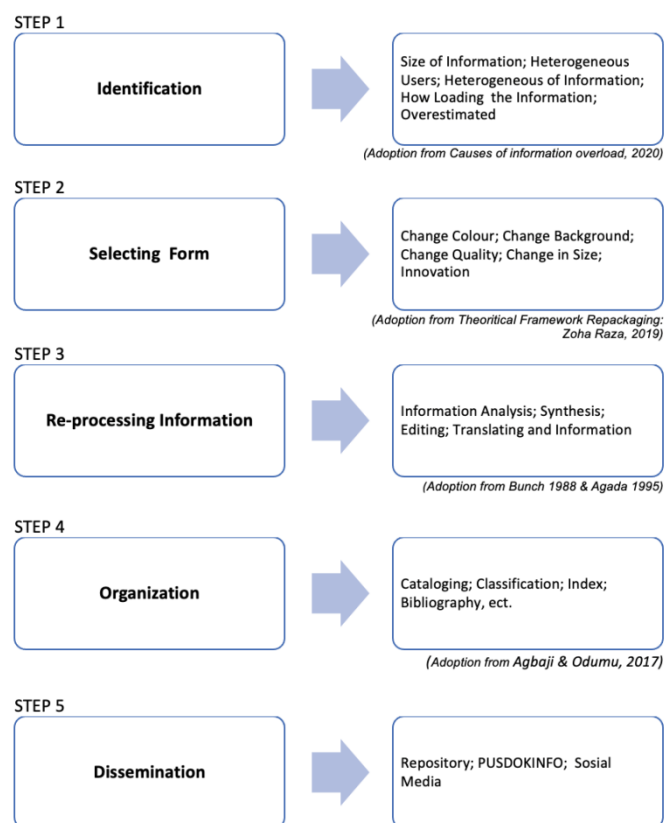 STEP 1
Identification
Size of Information; Heterogeneous
Users; Heterogeneous of Information;
How Loading the Information;
Overestimated
(Adoption from Causes of information overload, 2020)
STEP 2
Selecting Form
Change Colour; Change Background;
Change Quality; Change in Size;
Innovation
(Adoption from Theoritical Framework Repackaging:
Zoha Raza, 2019)
STEP 3
Re-processing Information
Information Analysis; Synthesis;
Editing; Translating and Information
(Adoption from Bunch 1988 & Agada 1995)
STEP 4
Organization
Cataloging; Classification; Index;
Bibliography, ect.
(Adoption from Agbaji & Odumu, 2017)
STEP 5
Dissemination
Repository; PUSDOKINFO; Sosial
Media